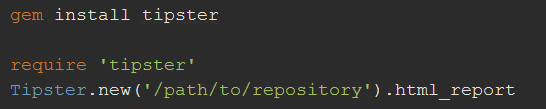 gem install tipster
require 'tipster'
Tipster.new('/path/to/repository').html_report